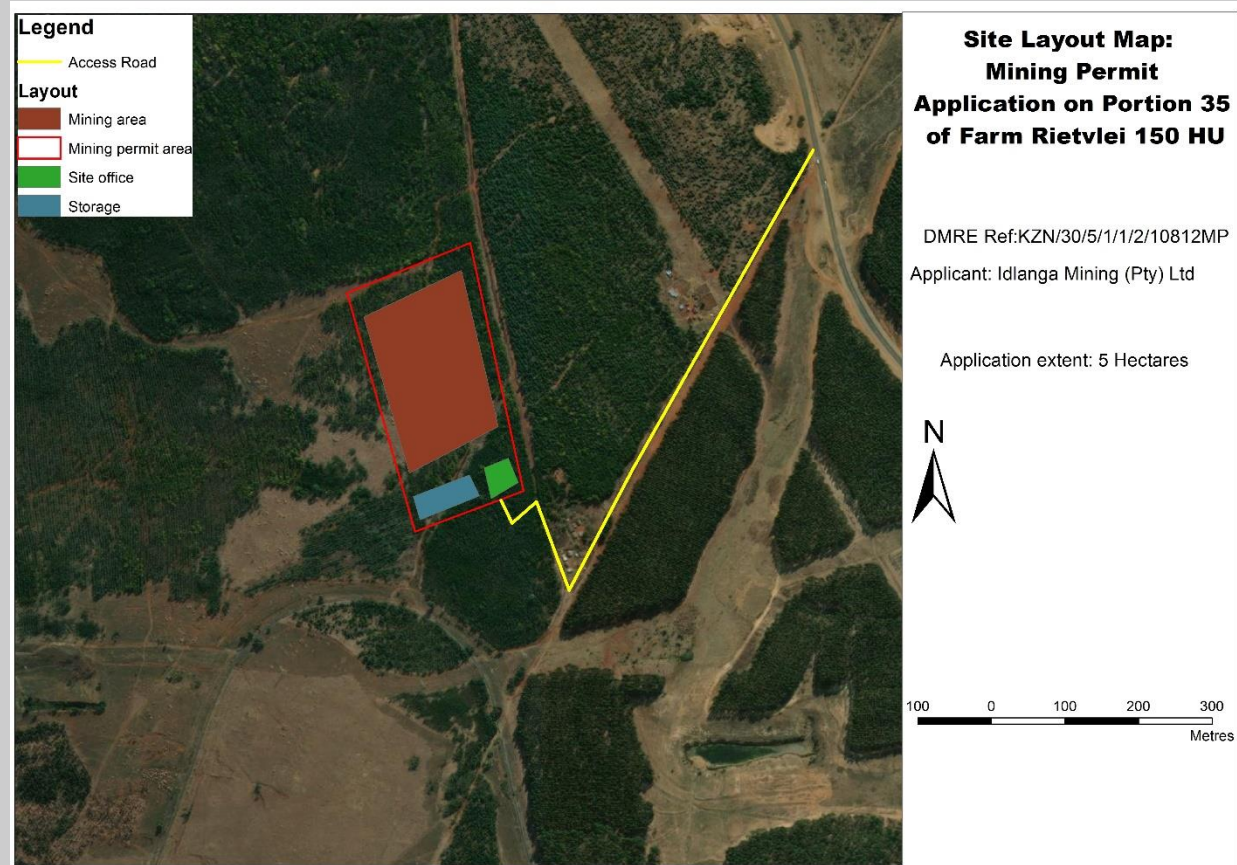 Legend
Access Road
Layout
Mining area
Mining permit area
Site office
Storage
Site Layout Map:
Mining Permit
Application on Portion 35
of Farm Rietvlei 150 HU
DMRE Ref:KZN/30/5/1/1/2/10812MP
Applicant: Idlanga Mining (Pty) Ltd
Application extent: 5 Hectares
N
100 0 100 200 300
Metres